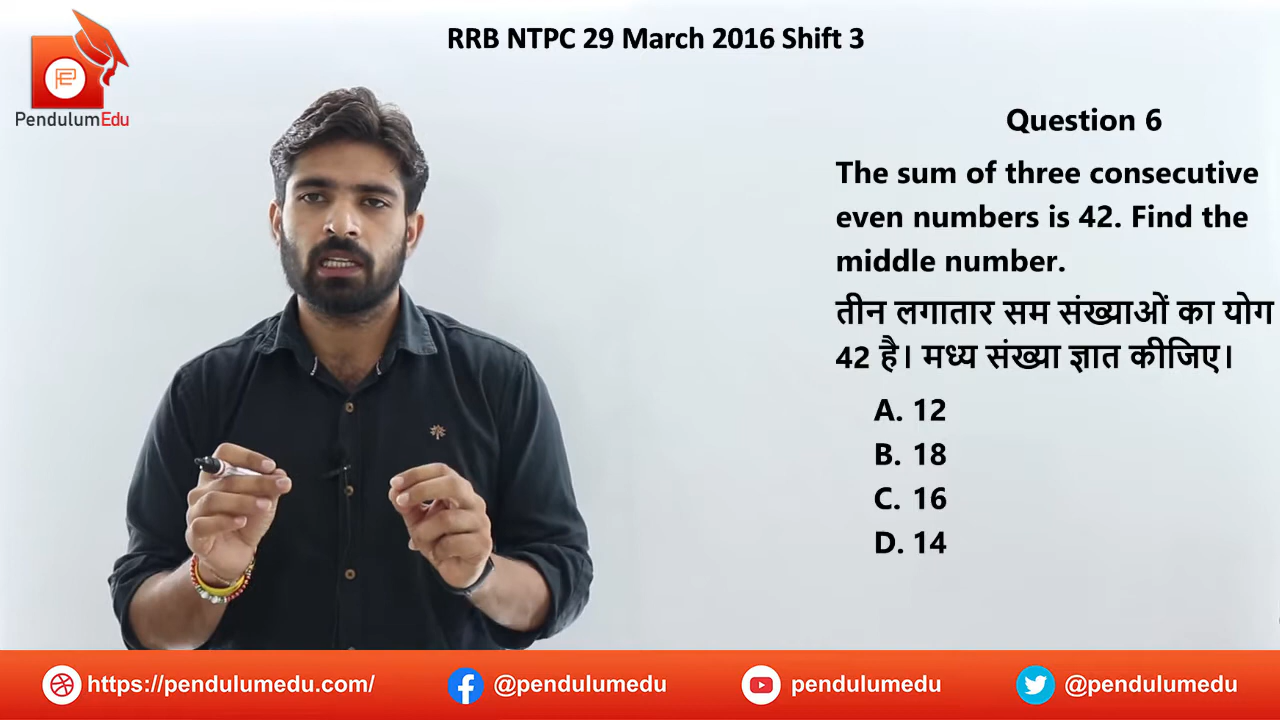 RRB NTPC 29 March 2016 Shift 3
PendulumEdu
Question 6
The sum of three consecutive
even numbers is 42. Find the
middle number.
तीन लगातार सम संख्याओं का योग
42 है। मध्य संख्या ज्ञात कीजिए।
A. 12
B. 18
C. 16
D. 14
https://pendulumedu.com/ @pendulumedu pendulumedu @pendulumedu